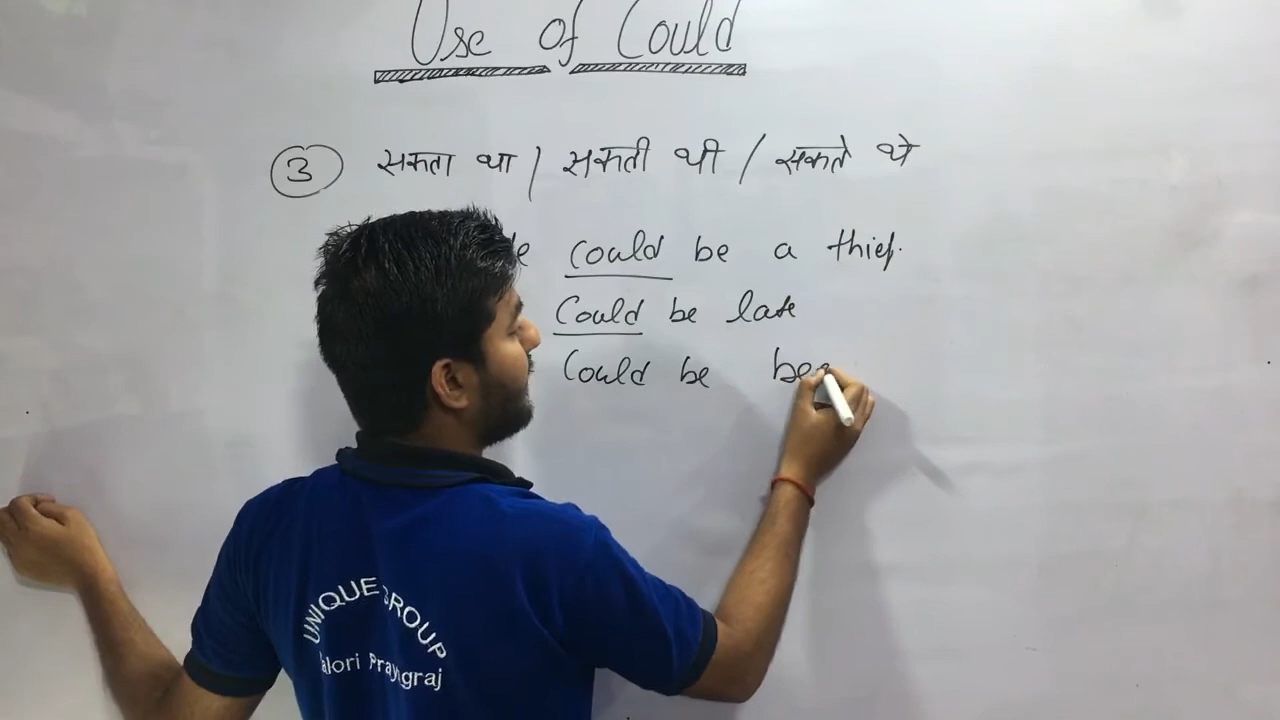 Use of Could
3 सकता था / सकती थी / सकते थे
could be a thief.
Could be late
Could be
UNIQUE GROUP
Prayagraj